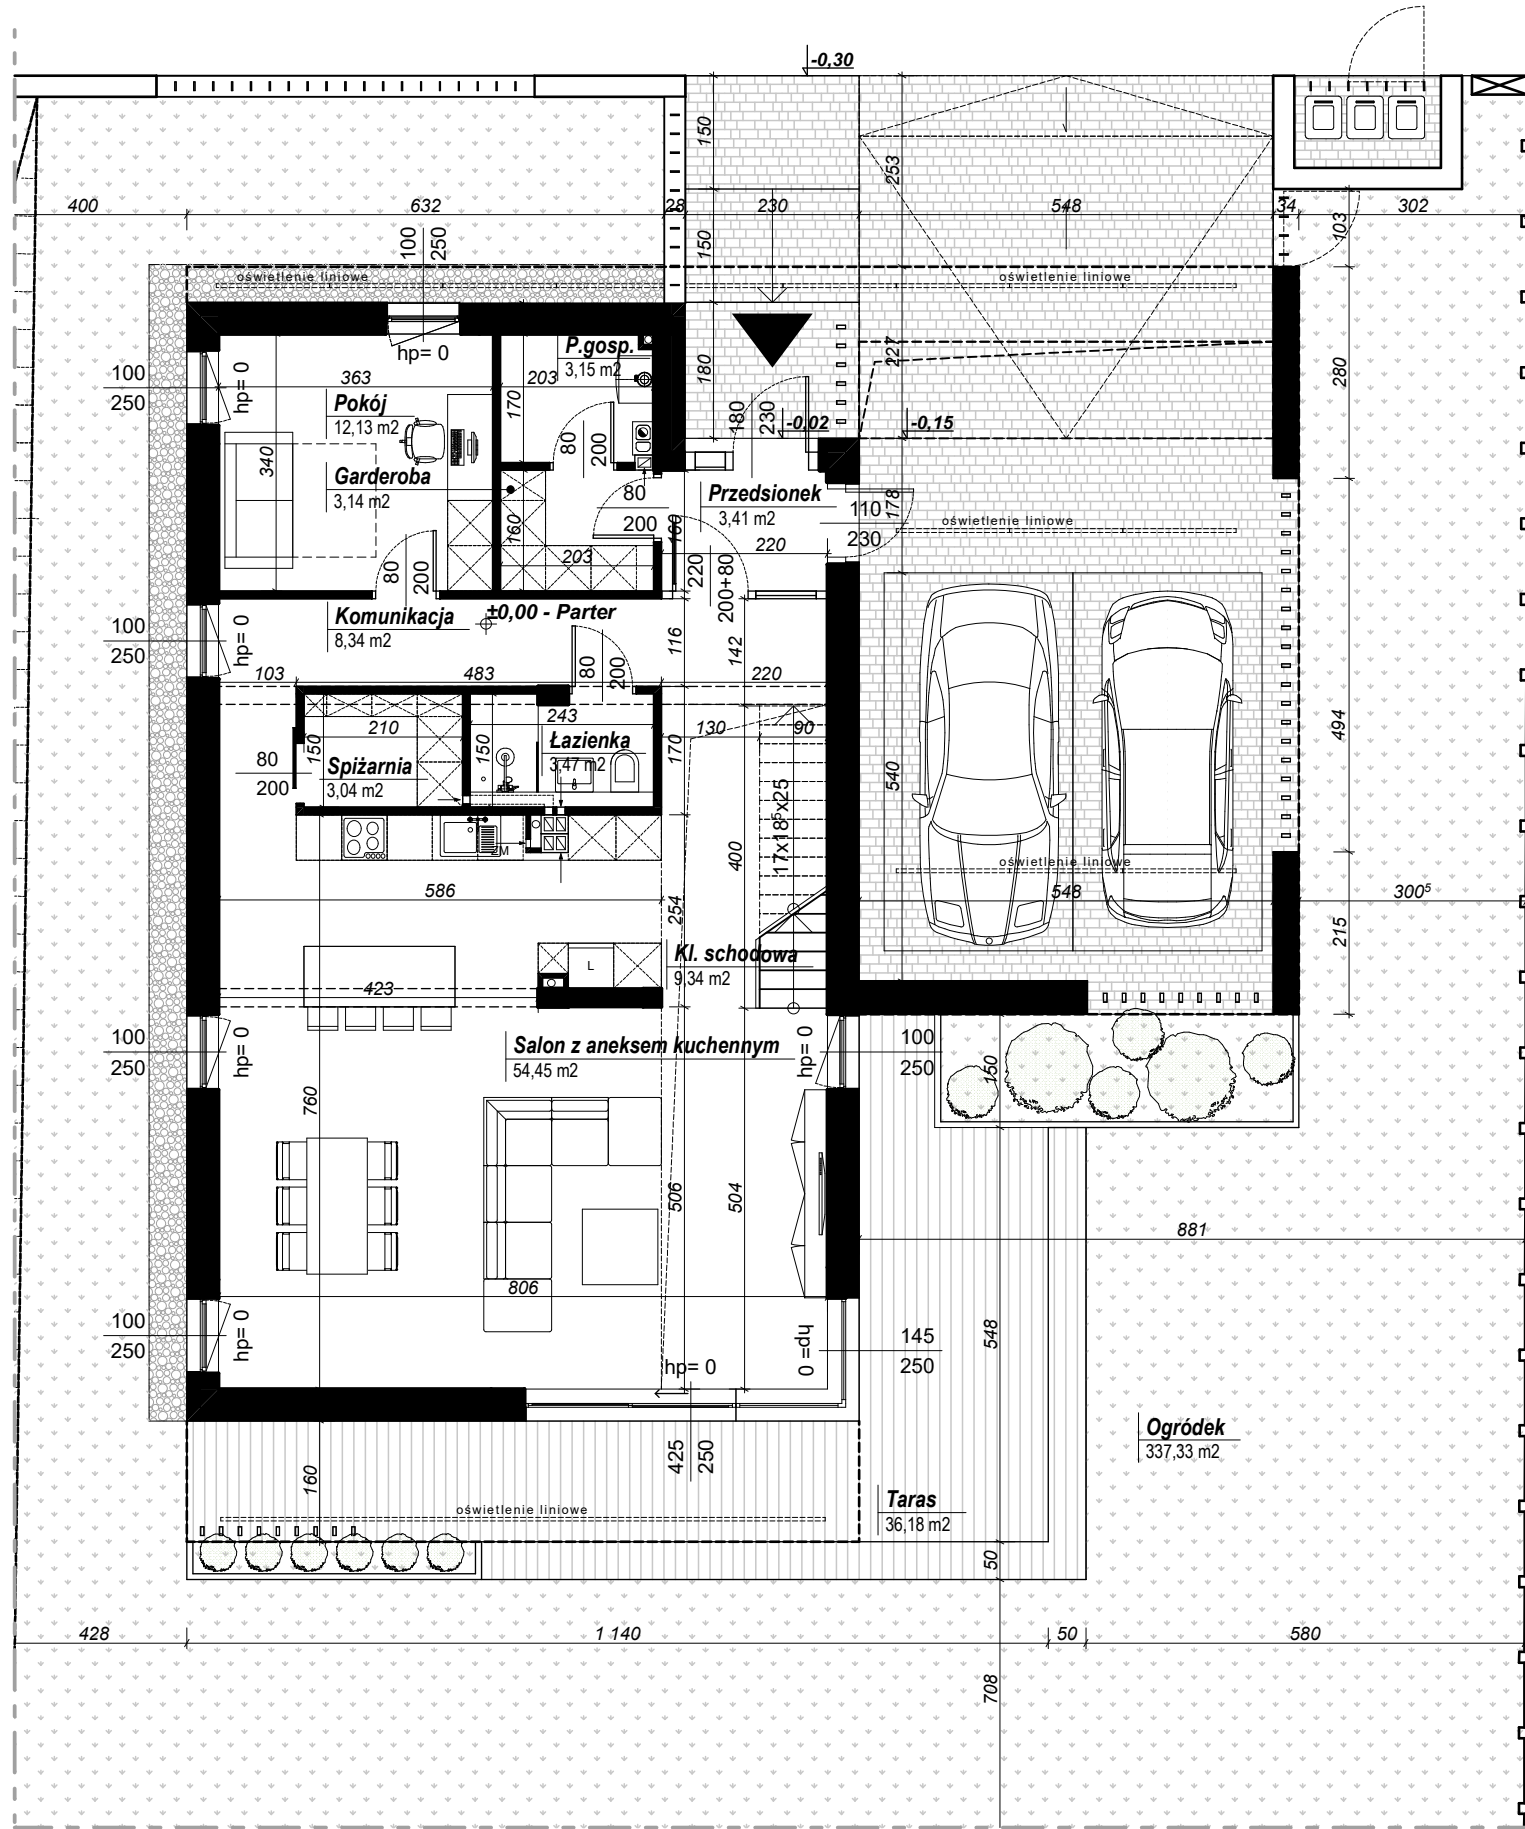 -0,30
150
253
400
632
28
230
548
34
302
103
100
250
150
oświetlenie liniowe
oświetlenie liniowe
hp= 0
P.gosp.
3,15 m2
180
227
280
100
250
hp= 0
363
203
170
Pokój
12,13 m2
80
200
180
230
-0,02
-0,15
340
Garderoba
3,14 m2
80
200
Przedsionek
3,41 m2
110
230
178
oświetlenie liniowe
160
160
203
220
80
200
220
200+80
Komunikacja
8,34 m2
±0,00 - Parter
100
250
hp= 0
116
142
80
200
103
483
220
210
243
130
90
494
150
150
Łazienka
3,47 m2
170
80
200
Spiżarnia
3,04 m2
540
17x18⁵x25
400
oświetlenie liniowe
586
548
300⁵
254
215
Kl. schodowa
9,34 m2
L
423
100
250
hp= 0
Salon z aneksem kuchennym
54,45 m2
hp= 0
100
250
150
760
506
504
881
806
100
250
hp= 0
hp= 0
145
250
548
hp= 0
425
250
Ogródek
337,33 m2
160
oświetlenie liniowe
Taras
36,18 m2
50
428
1 140
50
580
708